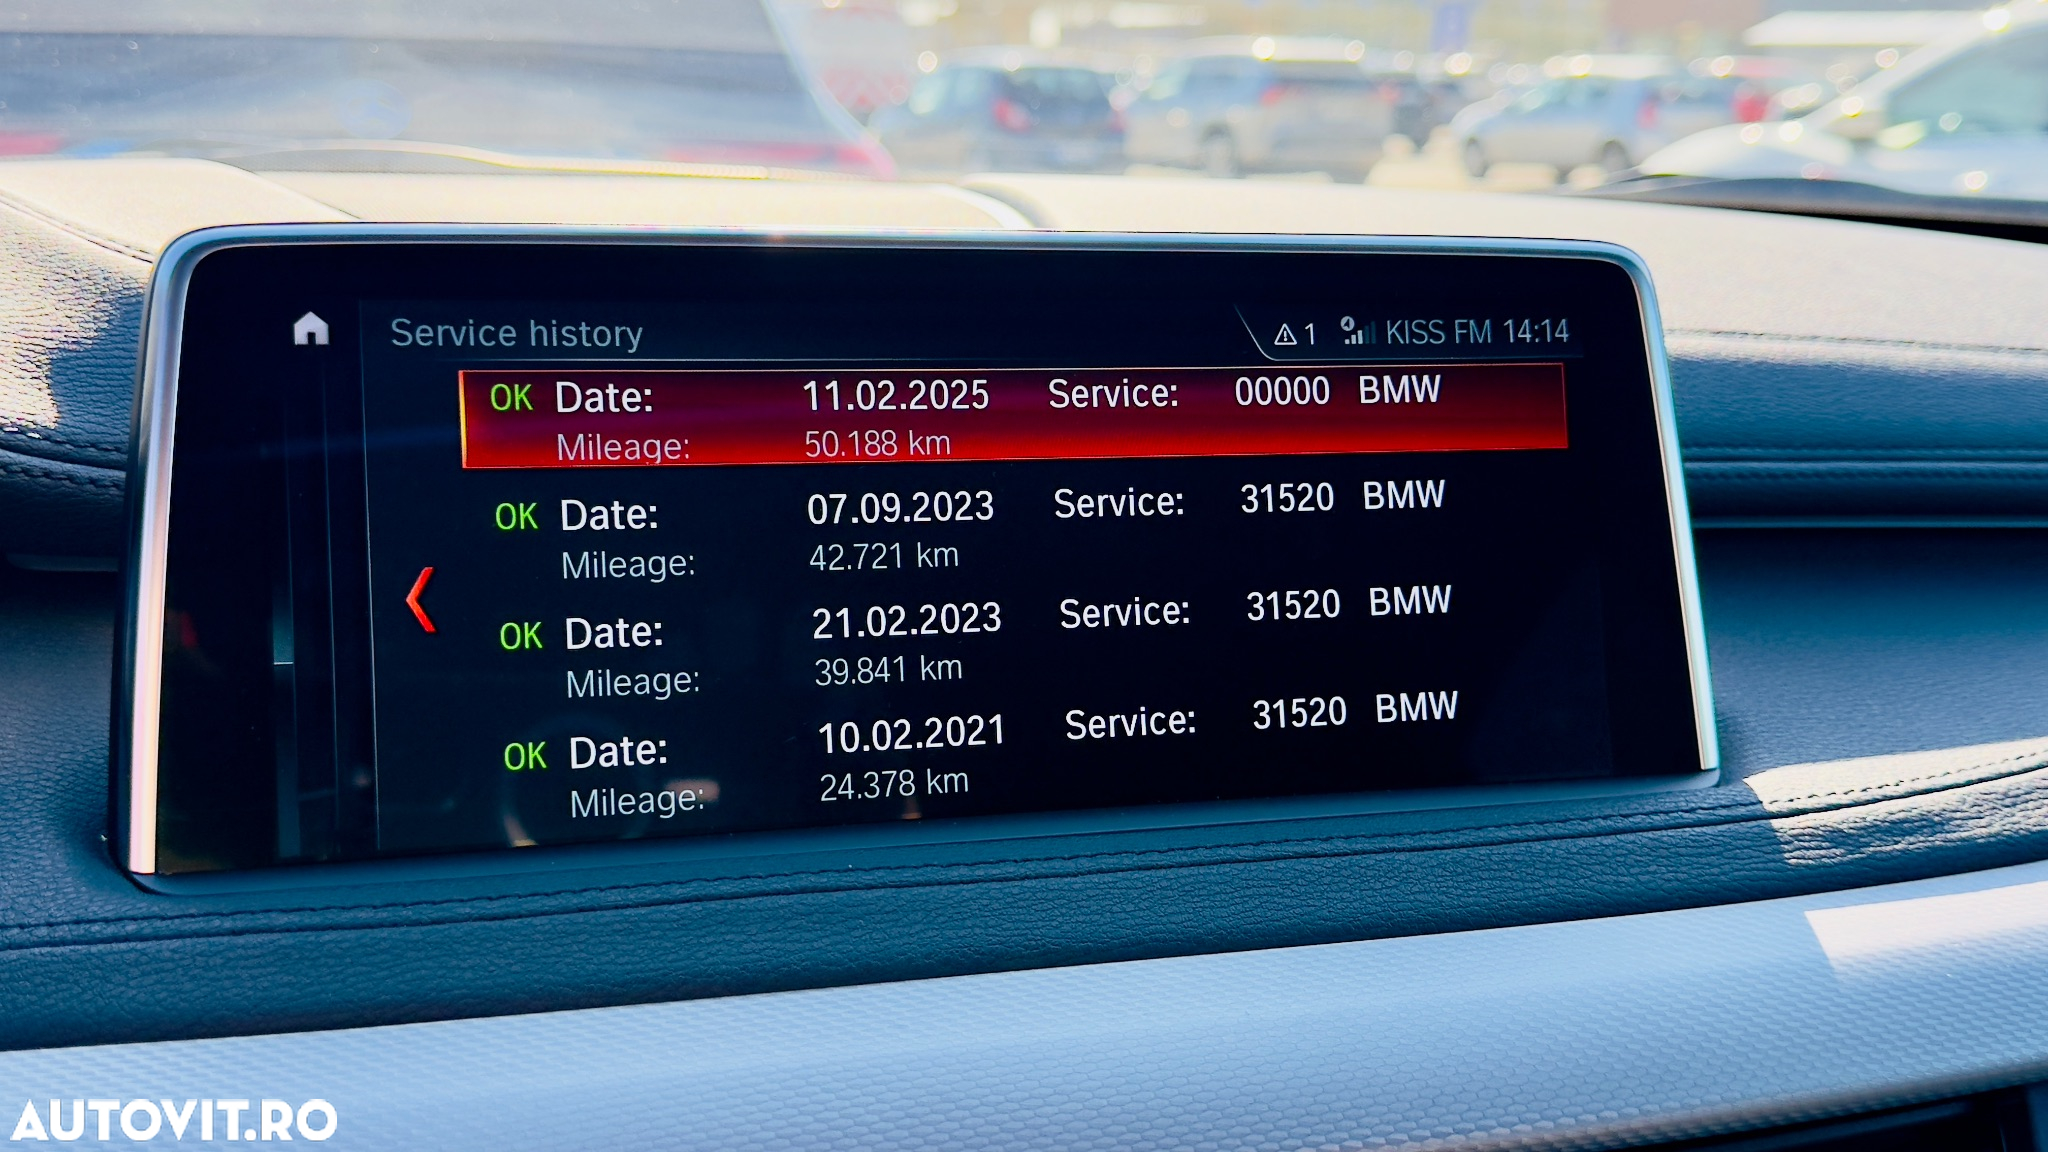 Service history
1 KISS FM 14:14
OK Date: 11.02.2025 Service: 00000 BMW
Mileage: 50.188 km
OK Date: 07.09.2023 Service: 31520 BMW
Mileage: 42.721 km
OK Date: 21.02.2023 Service: 31520 BMW
Mileage: 39.841 km
OK Date: 10.02.2021 Service: 31520 BMW
Mileage: 24.378 km
AUTOVIT.RO